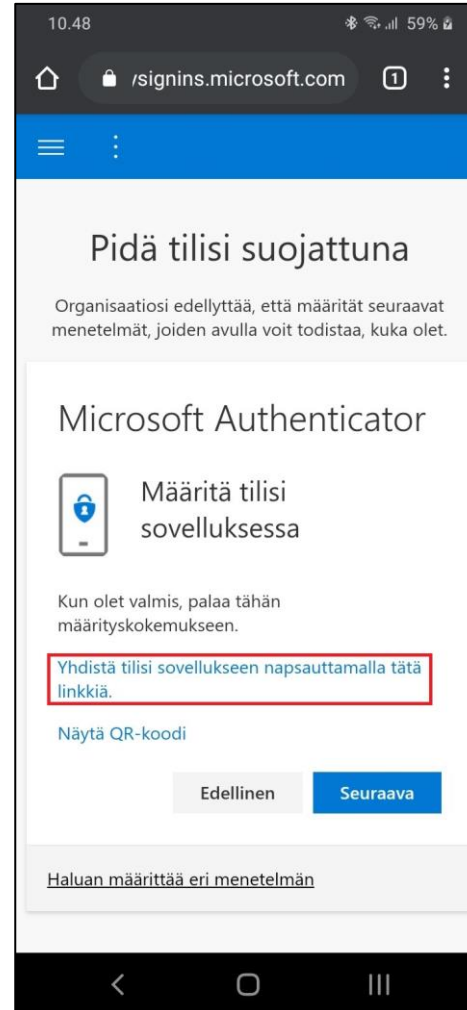 10.48
59%
/signins.microsoft.com
1
Pidä tilisi suojattuna
Organisaatiosi edellyttää, että määrität seuraavat
menetelmät, joiden avulla voit todistaa, kuka olet.
Microsoft Authenticator
Määritä tilisi
sovelluksessa
Kun olet valmis, palaa tähän
määrityskokemukseen.
Yhdistä tilisi sovellukseen napsauttamalla tätä
linkkiä.
Näytä QR-koodi
Edellinen
Seuraava
Haluan määrittää eri menetelmän